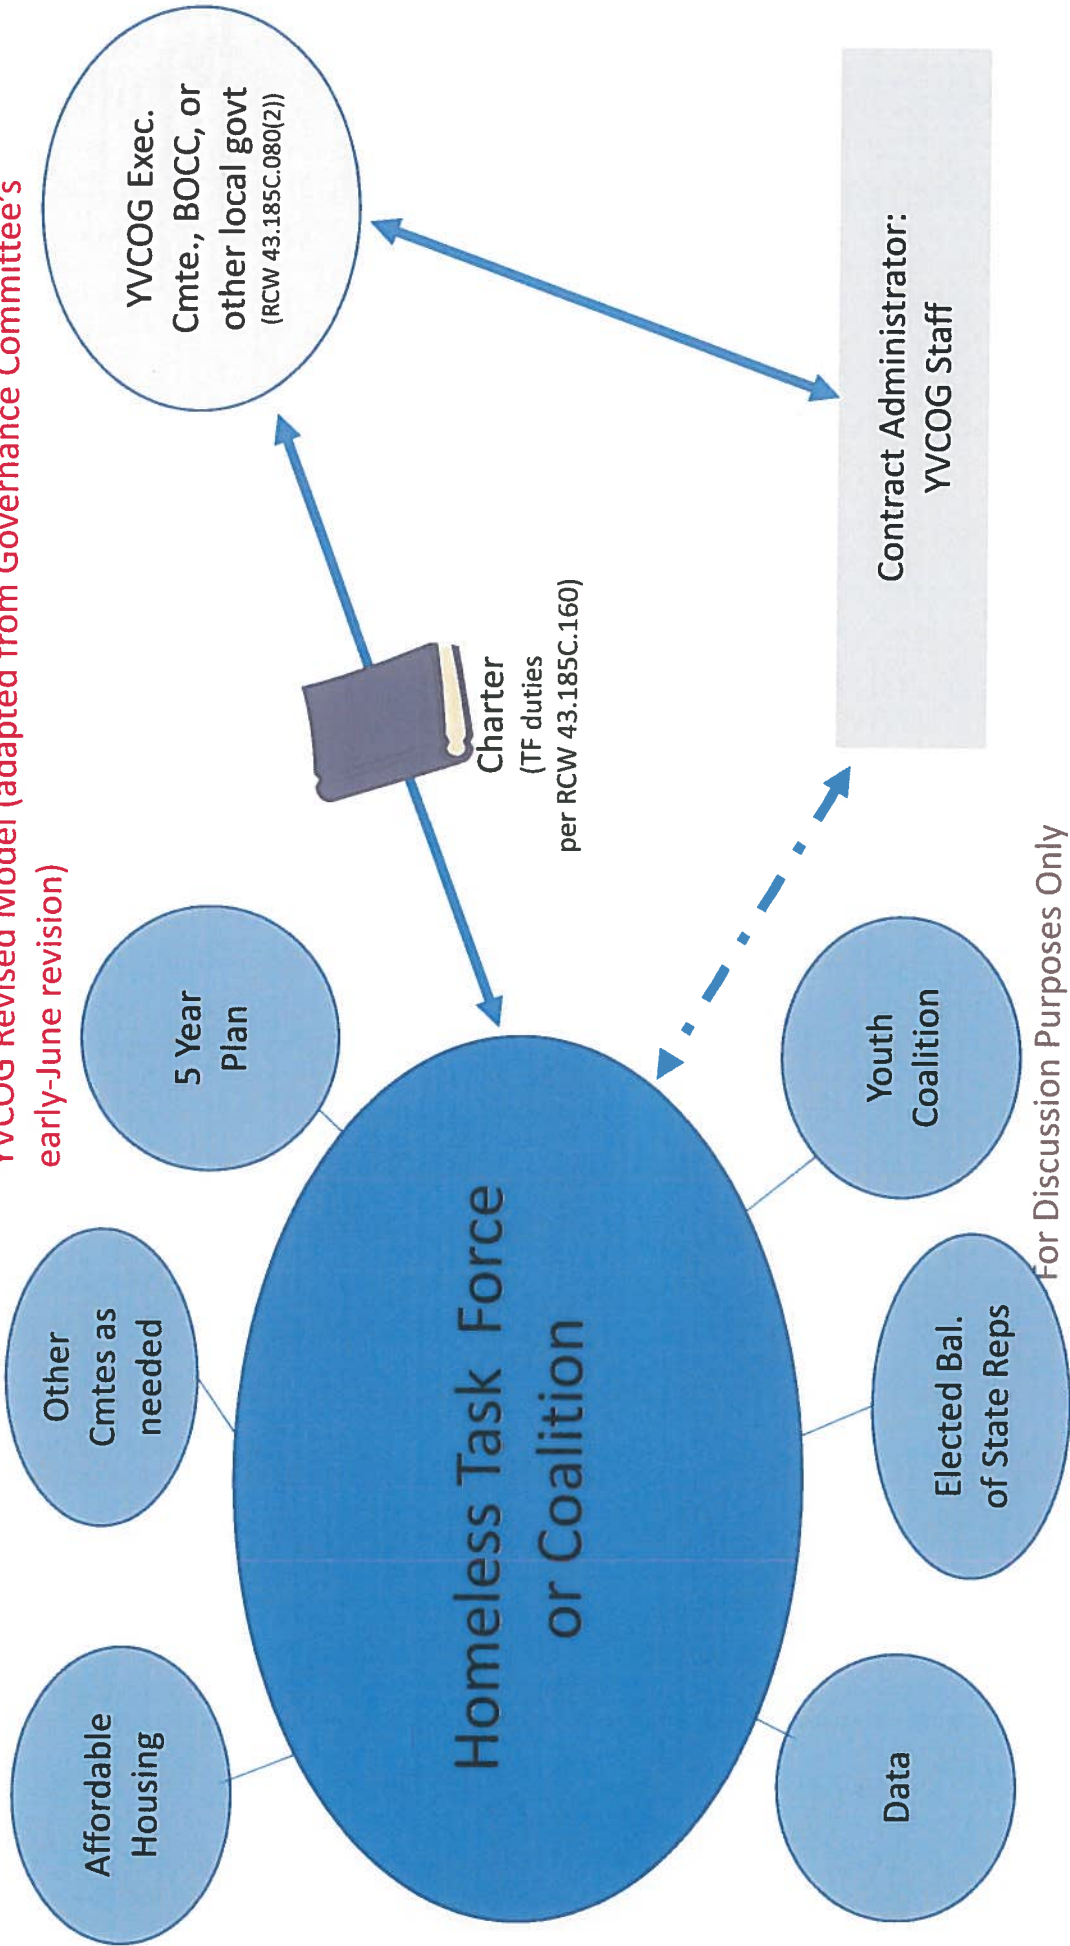 YVCOG Revised Model (adapted from Governance Committee's
early-June revision)
Affordable
Housing
Other
Cmtes as
needed
5 Year
Plan
YVCOG Exec.
Cmte., BOCC, or
other local govt
(RCW 43.185C.080(2))
Homeless Task Force
or Coalition
Charter
(TF duties
per RCW 43.185C.160)
Data
Elected Bal.
of State Reps
Youth
Coalition
Contract Administrator:
YVCOG Staff
For Discussion Purposes Only